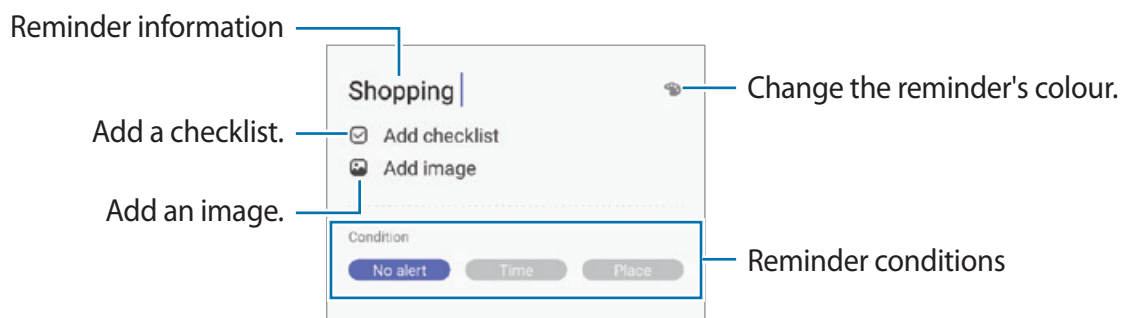 Reminder information
Shopping
Change the reminder's colour.
Add a checklist.
Add checklist
Add image
Add an image.
Condition
No alert
Time
Place
Reminder conditions